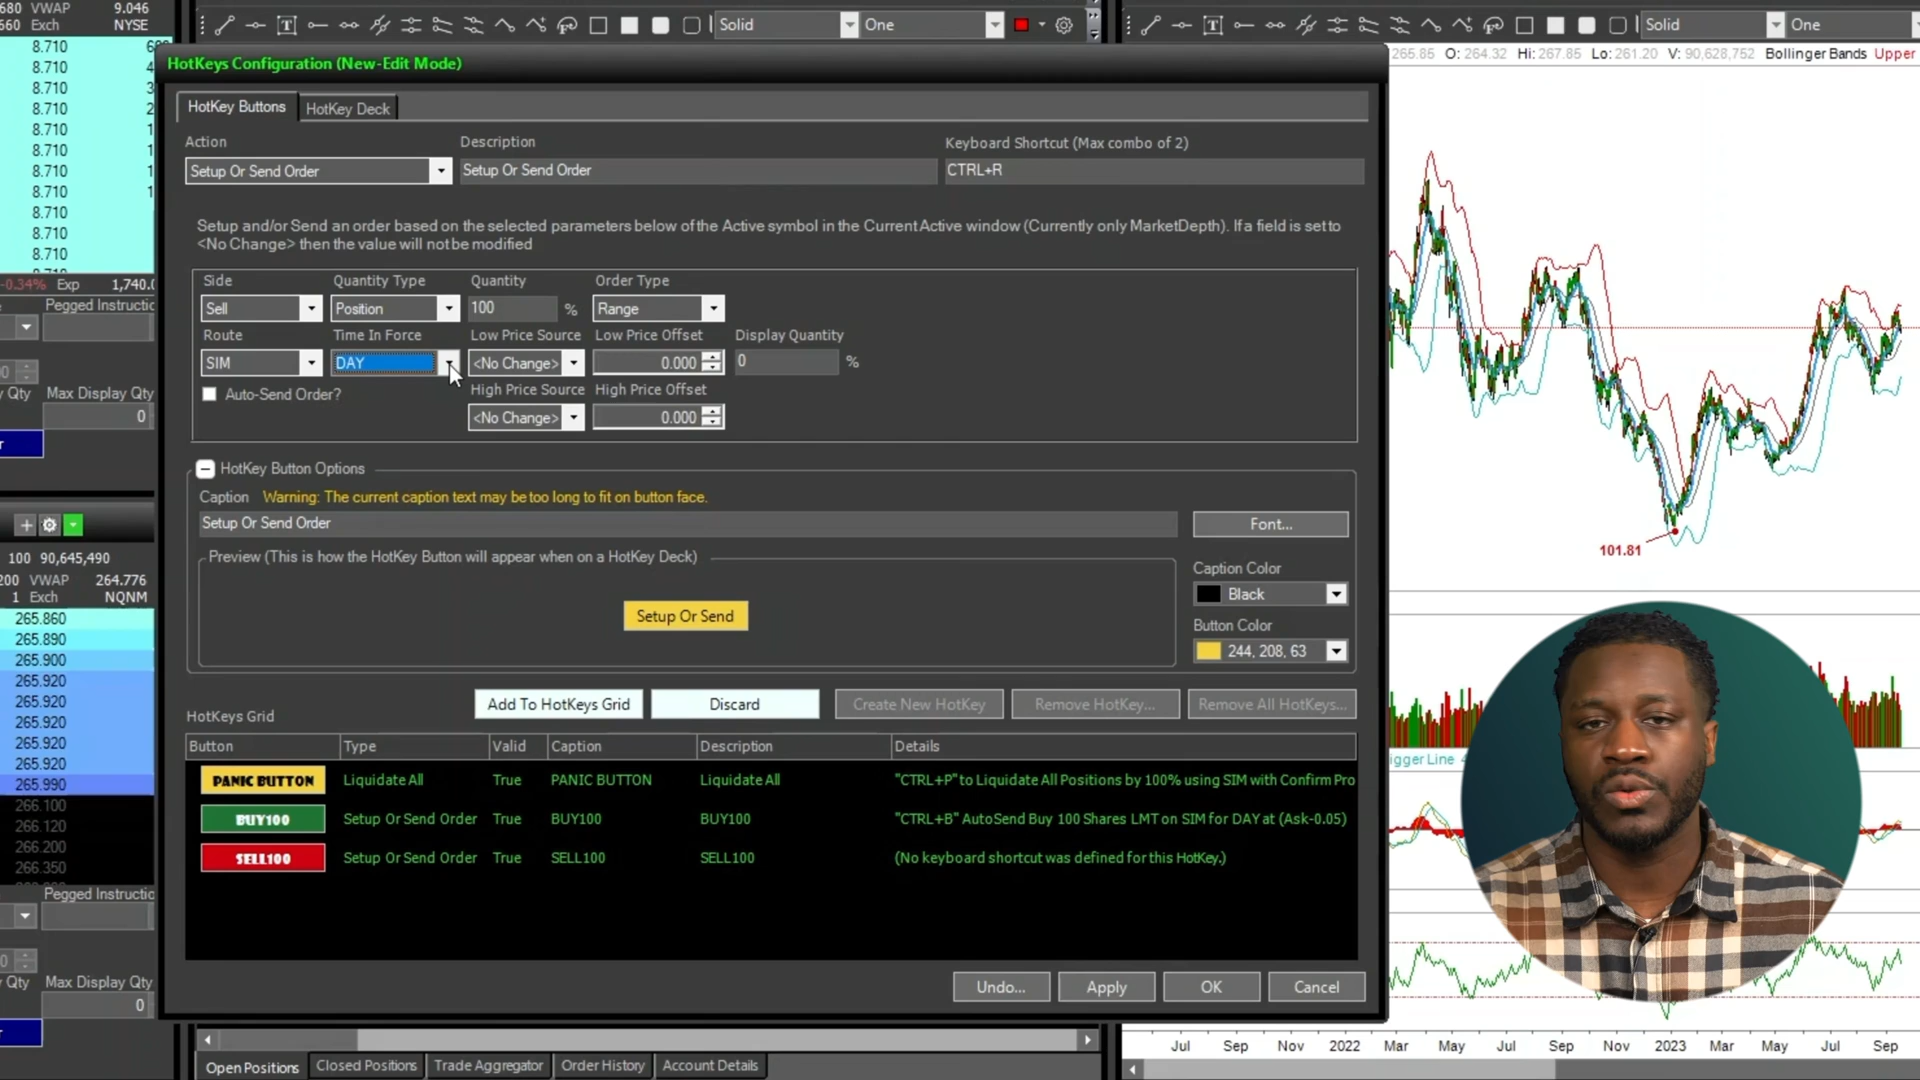 680 VWAP 9.046
660 Exch NYSE
8.710
8.710
8.710
8.710
8.710
8.710
8.710
8.710
8.710
8.710
8.710
-0.34% Exp 1,740.0
Pegged Instructio
Max Display Qty
0
100 90,645,490
200 VWAP 264.776
1 Exch NQNM
265.860
265.890
265.900
265.920
265.920
265.920
265.920
265.920
265.990
266.100
266.120
266.200
266.350
Pegged Instructio
Qty Max Display Qty
0
Solid One
Solid One
265.85 O: 264.32 Hi: 267.85 Lo: 261.20 V: 90,628,752 Bollinger Bands Upper
HotKeys Configuration (New-Edit Mode)
HotKey Buttons HotKey Deck
Action Description Keyboard Shortcut (Max combo of 2)
Setup Or Send Order Setup Or Send Order CTRL+R
Setup and/or Send an order based on the selected parameters below of the Active symbol in the Current Active window (Currently only MarketDepth). If a field is set to
<No Change> then the value will not be modified
Side Quantity Type Quantity Order Type
Sell Position 100 % Range
Route Time In Force Low Price Source Low Price Offset Display Quantity
SIM DAY <No Change> 0.000 0 %
Auto-Send Order? High Price Source High Price Offset
<No Change> 0.000
HotKey Button Options
Caption Warning: The current caption text may be too long to fit on button face.
Setup Or Send Order Font...
Preview (This is how the HotKey Button will appear when on a HotKey Deck)
Setup Or Send
Caption Color
Black
Button Color
244, 208, 63
Add To HotKeys Grid Discard Create New HotKey Remove HotKey... Remove All HotKeys...
HotKeys Grid
Button Type Valid Caption Description Details
PANIC BUTTON Liquidate All True PANIC BUTTON Liquidate All "CTRL+P" to Liquidate All Positions by 100% using SIM with Confirm Pro
BUY100 Setup Or Send Order True BUY100 BUY100 "CTRL+B" AutoSend Buy 100 Shares LMT on SIM for DAY at (Ask-0.05)
SELL100 Setup Or Send Order True SELL100 SELL100 (No keyboard shortcut was defined for this HotKey.)
Undo... Apply OK Cancel
Open Positions Closed Positions Trade Aggregator Order History Account Details
101.81
igger Line
Jul Sep Nov 2022 Mar May Jul Sep Nov 2023 Mar May Jul Sep